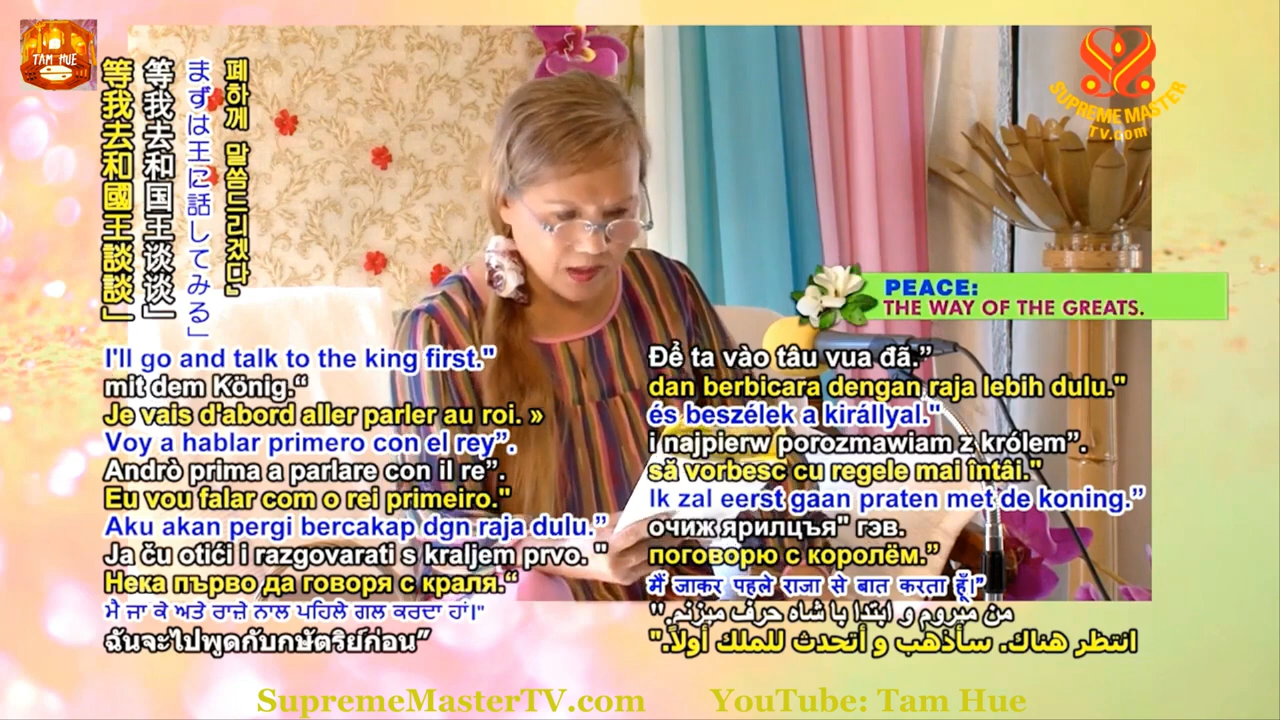 TAM HUE
SUPREME MASTER
TV.com
等我去和國王談談」
等我去和国王谈谈」
まずは王に話してみる」
폐하께 말씀드리겠다』
PEACE:
THE WAY OF THE GREATS.
I'll go and talk to the king first."
mit dem König.“
Je vais d'abord aller parler au roi. »
Voy a hablar primero con el rey”.
Andrò prima a parlare con il re”.
Eu vou falar com o rei primeiro."
Aku akan pergi bercakap dgn raja dulu.”
Ja ču otići i razgovarati s kraljem prvo. "
Нека първо да говоря с краля.“
ਮੈ ਜਾ ਕੇ ਅਤੇ ਰਾਜੇ ਨਾਲ ਪਹਿਲੇ ਗਲ ਕਰਦਾ ਹਾਂ।"
ฉันจะไปพูดกับกษัตริย์ก่อน”
Để ta vào tâu vua đã.”
dan berbicara dengan raja lebih dulu."
és beszélek a királlyal."
i najpierw porozmawiam z królem”.
să vorbesc cu regele mai întâi."
Ik zal eerst gaan praten met de koning.”
очиж ярилцъя" гэв.
поговорю с королём.”
मैं जाकर पहले राजा से बात करता हूँ।”
من میروم و ابتدا با شاه حرف میزنم."
انتظر هناك. سأذهب و أتحدث للملك أولاً."
SupremeMasterTV.com
YouTube: Tam Hue